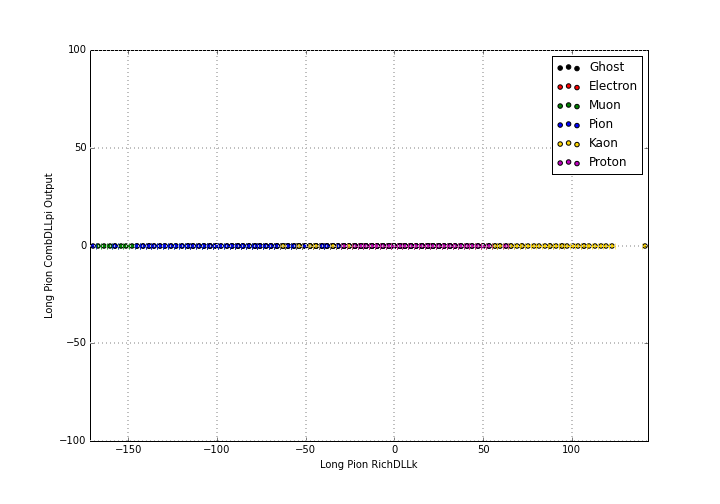 100
50
0
−50
−100
Long Pion CombDLLpi Output
Ghost
Electron
Muon
Pion
Kaon
Proton
−150
−100
−50
0
50
100
Long Pion RichDLLk